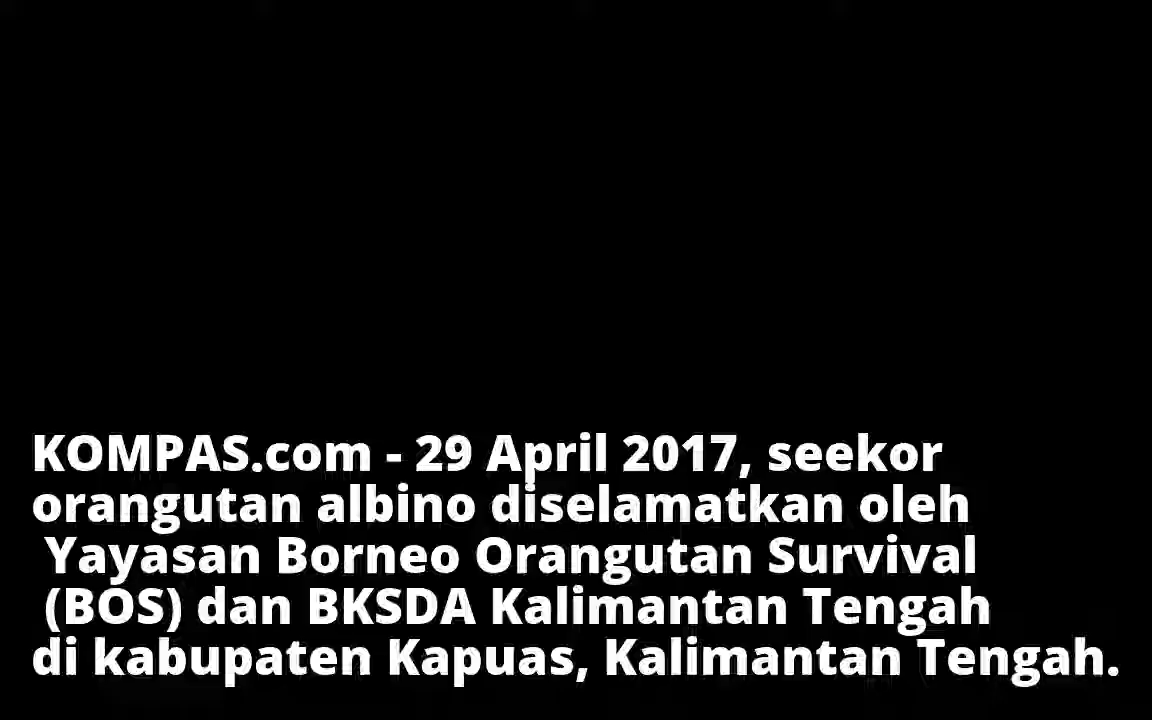 KOMPAS.com - 29 April 2017, seekor
orangutan albino diselamatkan oleh
Yayasan Borneo Orangutan Survival
(BOS) dan BKSDA Kalimantan Tengah
di kabupaten Kapuas, Kalimantan Tengah.